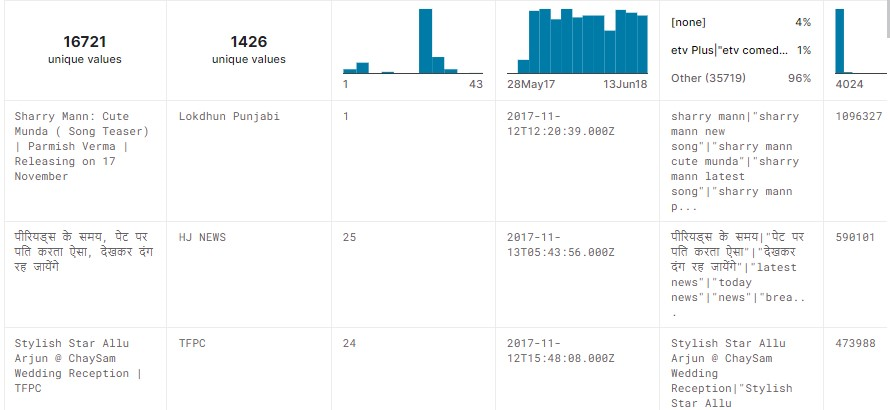 16721
unique values
1426
unique values
1
43
28May17
13Jun18
[none]
4%
etv Plus|"etv comed...
1%
Other (35719)
96%
4024
Sharry Mann: Cute
Munda ( Song Teaser)
| Parmish Verma |
Releasing on 17
November
Lokdhun Punjabi
1
2017-11-
12T12:20:39.000Z
sharry mann|"sharry
mann new
song"|"sharry mann
cute munda"|"sharry
mann latest
song"|"sharry mann
p...
1096327
पीरियड्स के समय, पेट पर
पति करता ऐसा, देखकर दंग
रह जायेंगे
HJ NEWS
25
2017-11-
13T05:43:56.000Z
पीरियड्स के समय|"पेट पर
पति करता ऐसा"|"देखकर
दंग रह जायेंगे"|"latest
news"|"today
news"|"news"|"brea..
.
590101
Stylish Star Allu
Arjun @ ChaySam
Wedding Reception |
TFPC
TFPC
24
2017-11-
12T15:48:08.000Z
Stylish Star Allu
Arjun @ ChaySam
Wedding
Reception|"Stylish
Star Allu
473988